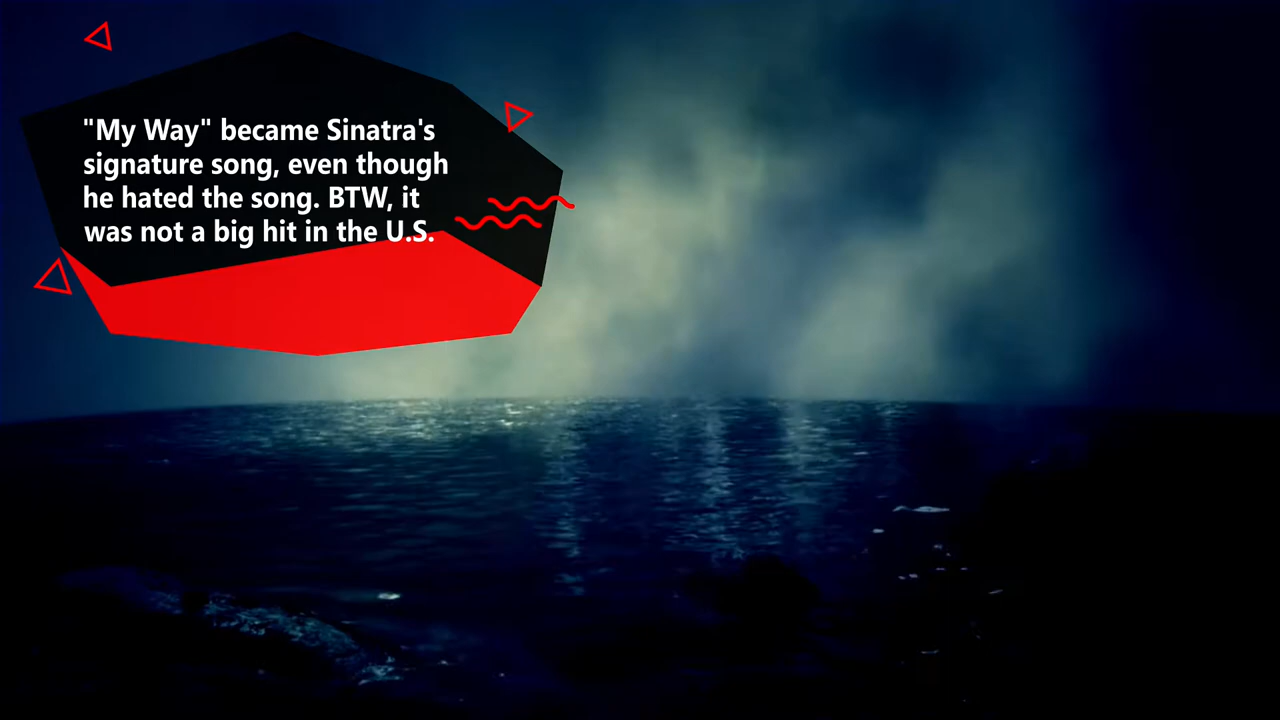 "My Way" became Sinatra's
signature song, even though
he hated the song. BTW, it
was not a big hit in the U.S.